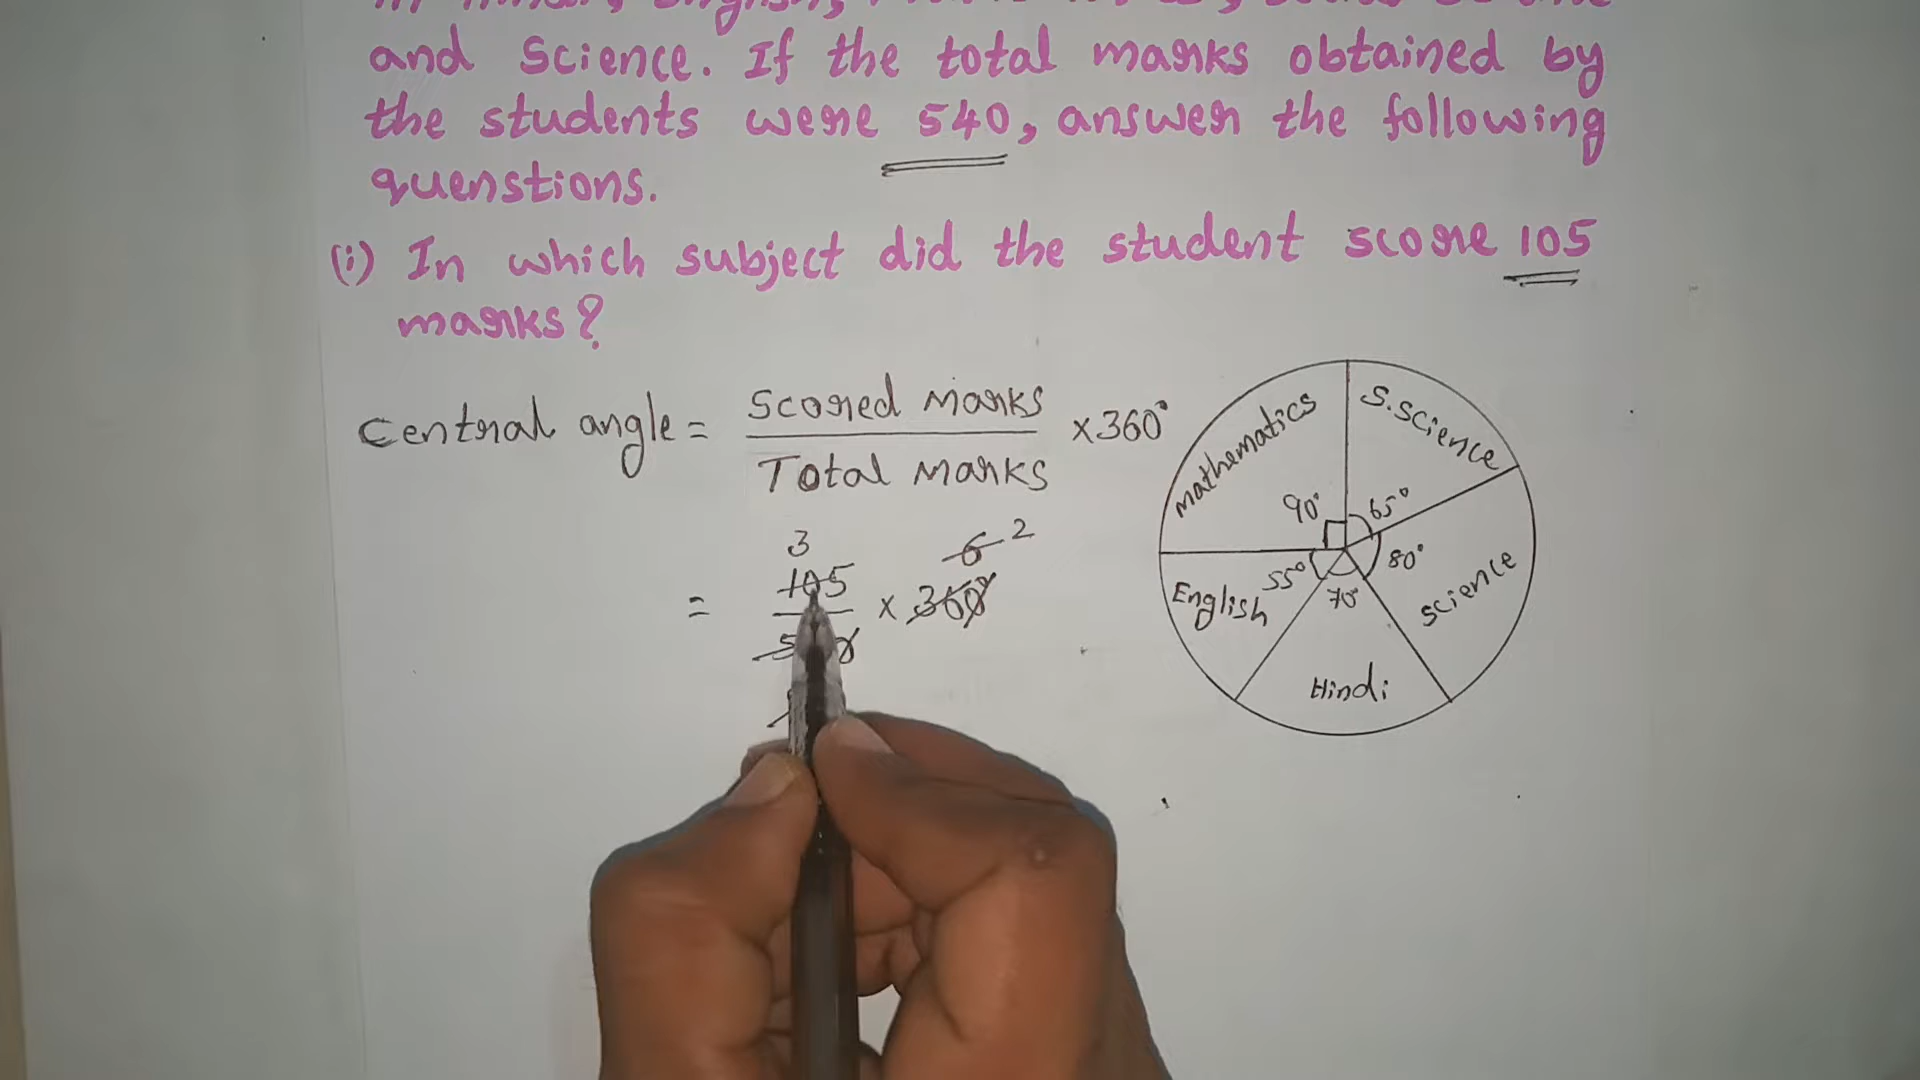 and Science. If the total marks obtained by
the students were 540, answer the following
quenstions.
(i) In which subject did the student score 105
marks?
Central angle = Scored Marks ×360°
Total Marks
3
6 2
= 105 × 360
mathematics
S.Science
90°
65°
80°
55°
70°
English
Science
Hindi